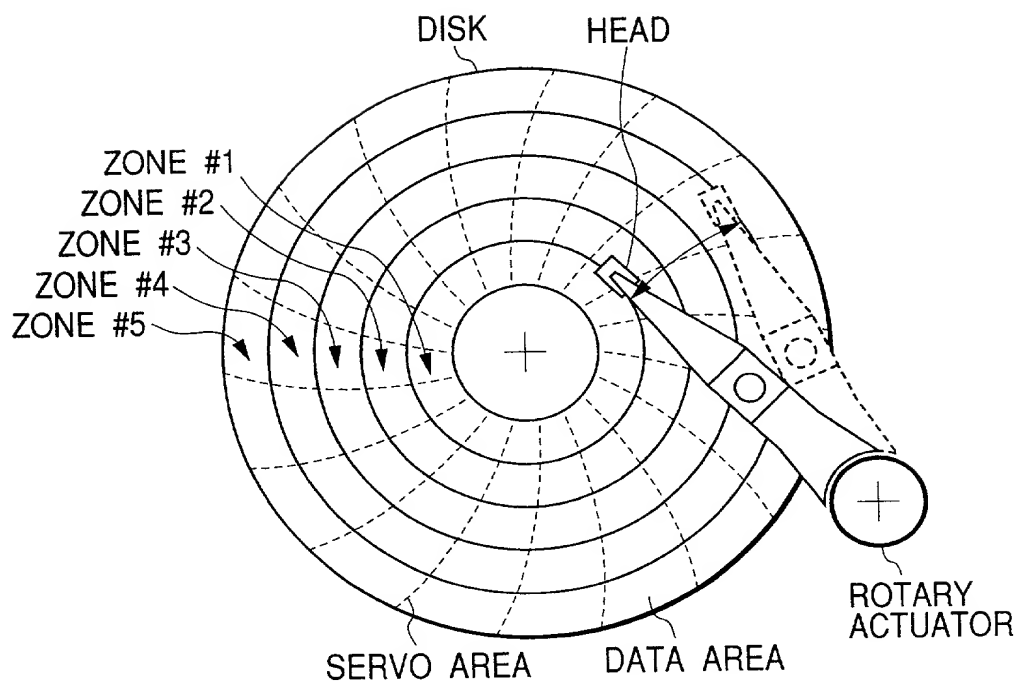 DISK
HEAD
ZONE #1
ZONE #2
ZONE #3
ZONE #4
ZONE #5
ROTARY
ACTUATOR
SERVO AREA
DATA AREA